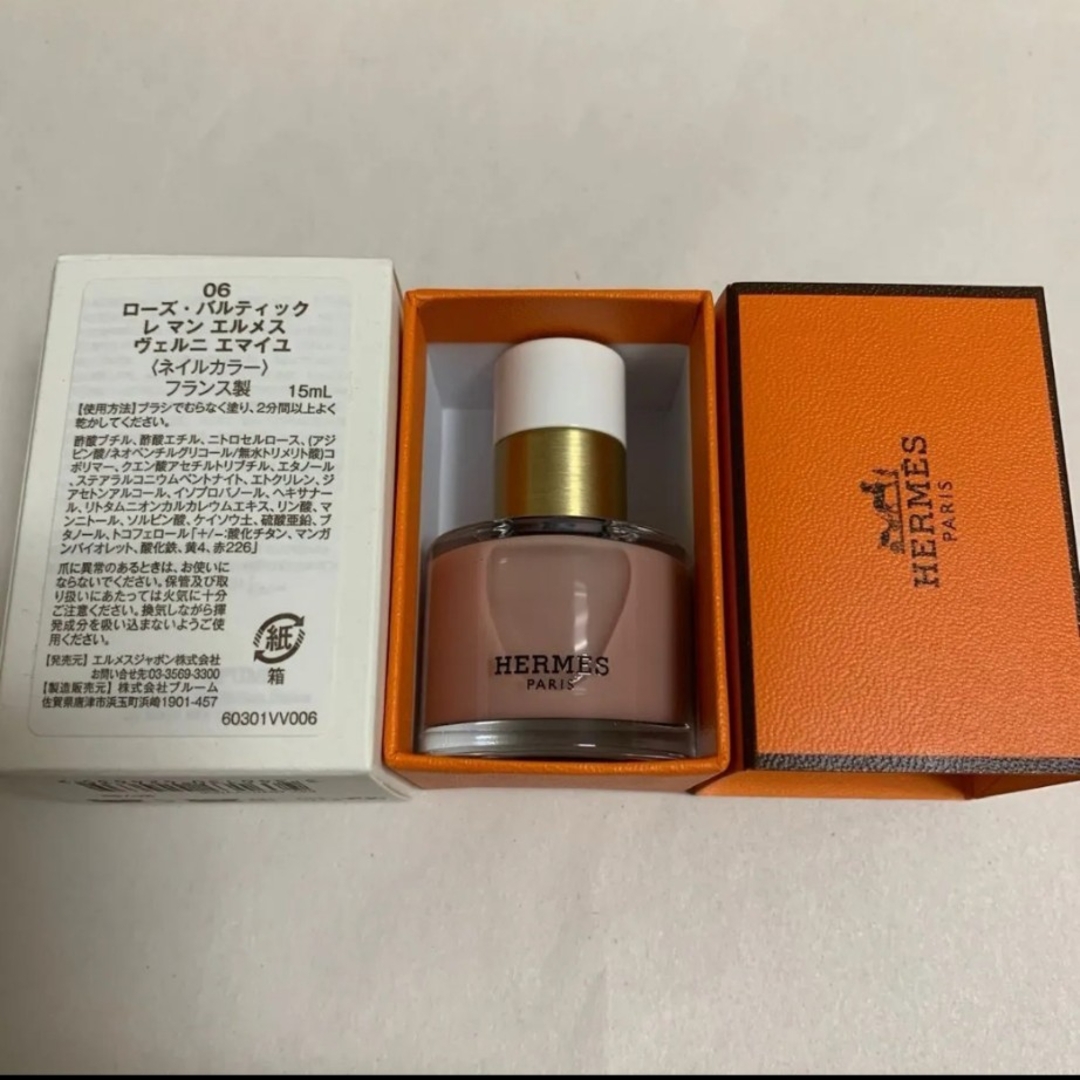 06
ローズ・バルティック
レ マン エルメス
ヴェルニ エマイユ
〈ネイルカラー〉
フランス製 15mL
【使用方法】ブラシでむらなく塗り、2分間以上よく
乾かしてください。
酢酸ブチル、酢酸エチル、ニトロセルロース、(アジ
ピン酸/ネオペンチルグリコール/無水トリメリト酸)コ
ポリマー、クエン酸アセチルトリブチル、エタノール
、ステアラルコニウムベントナイト、エトクリレン、ジ
アセトンアルコール、イソプロパノール、ヘキサナー
ル、リトタムニオンカルカレウムエキス、リン酸、マ
ンニトール、ソルビン酸、ケイソウ土、硫酸亜鉛、ブ
タノール、トコフェロール「+/-:酸化チタン、マンガ
ンバイオレット、酸化鉄、黄4、赤226」
爪に異常のあるときは、お使いに
ならないでください。保管及び取
り扱いにあたっては火気に十分
ご注意ください。換気しながら揮
発成分を吸い込まないようご使
用ください。
紙
箱
【発売元】エルメスジャポン株式会社
お問い合せ先:03-3569-3300
【製造販売元】株式会社ブルーム
佐賀県唐津市浜玉町浜崎1901-457
60301VV006
HERMES
PARIS
HERMÈS
PARIS